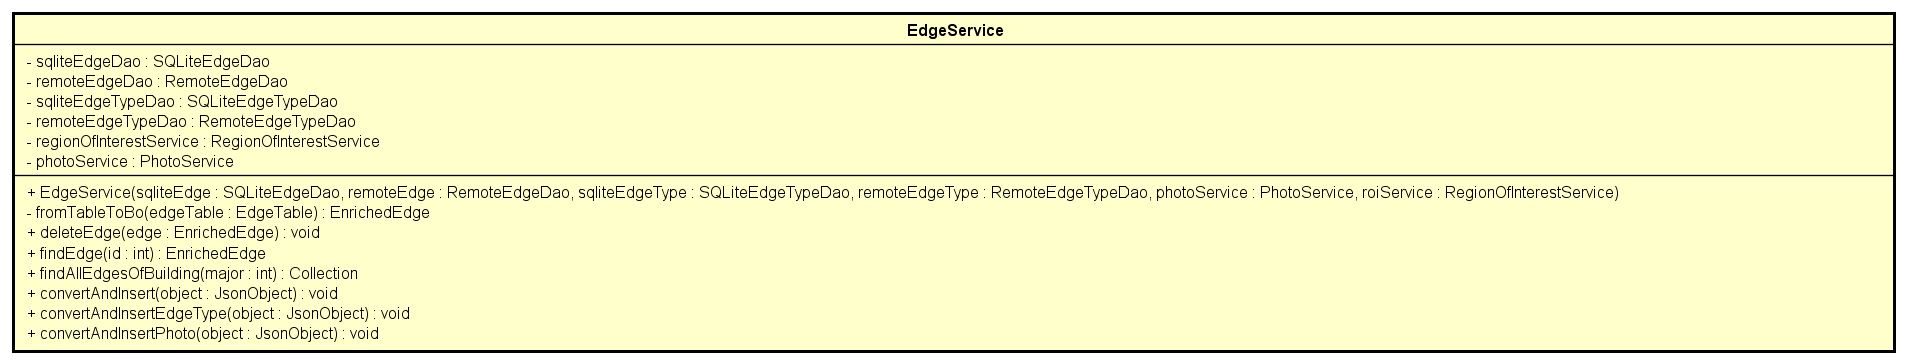 EdgeService
- sqliteEdgeDao : SQLiteEdgeDao
- remoteEdgeDao : RemoteEdgeDao
- sqliteEdgeTypeDao : SQLiteEdgeTypeDao
- remoteEdgeTypeDao : RemoteEdgeTypeDao
- regionOfInterestService : RegionOfInterestService
- photoService : PhotoService
+ EdgeService(sqliteEdge : SQLiteEdgeDao, remoteEdge : RemoteEdgeDao, sqliteEdgeType : SQLiteEdgeTypeDao, remoteEdgeType : RemoteEdgeTypeDao, photoService : PhotoService, roiService : RegionOfInterestService)
- fromTableToBo(edgeTable : EdgeTable) : EnrichedEdge
+ deleteEdge(edge : EnrichedEdge) : void
+ findEdge(id : int) : EnrichedEdge
+ findAllEdgesOfBuilding(major : int) : Collection
+ convertAndInsert(object : JsonObject) : void
+ convertAndInsertEdgeType(object : JsonObject) : void
+ convertAndInsertPhoto(object : JsonObject) : void